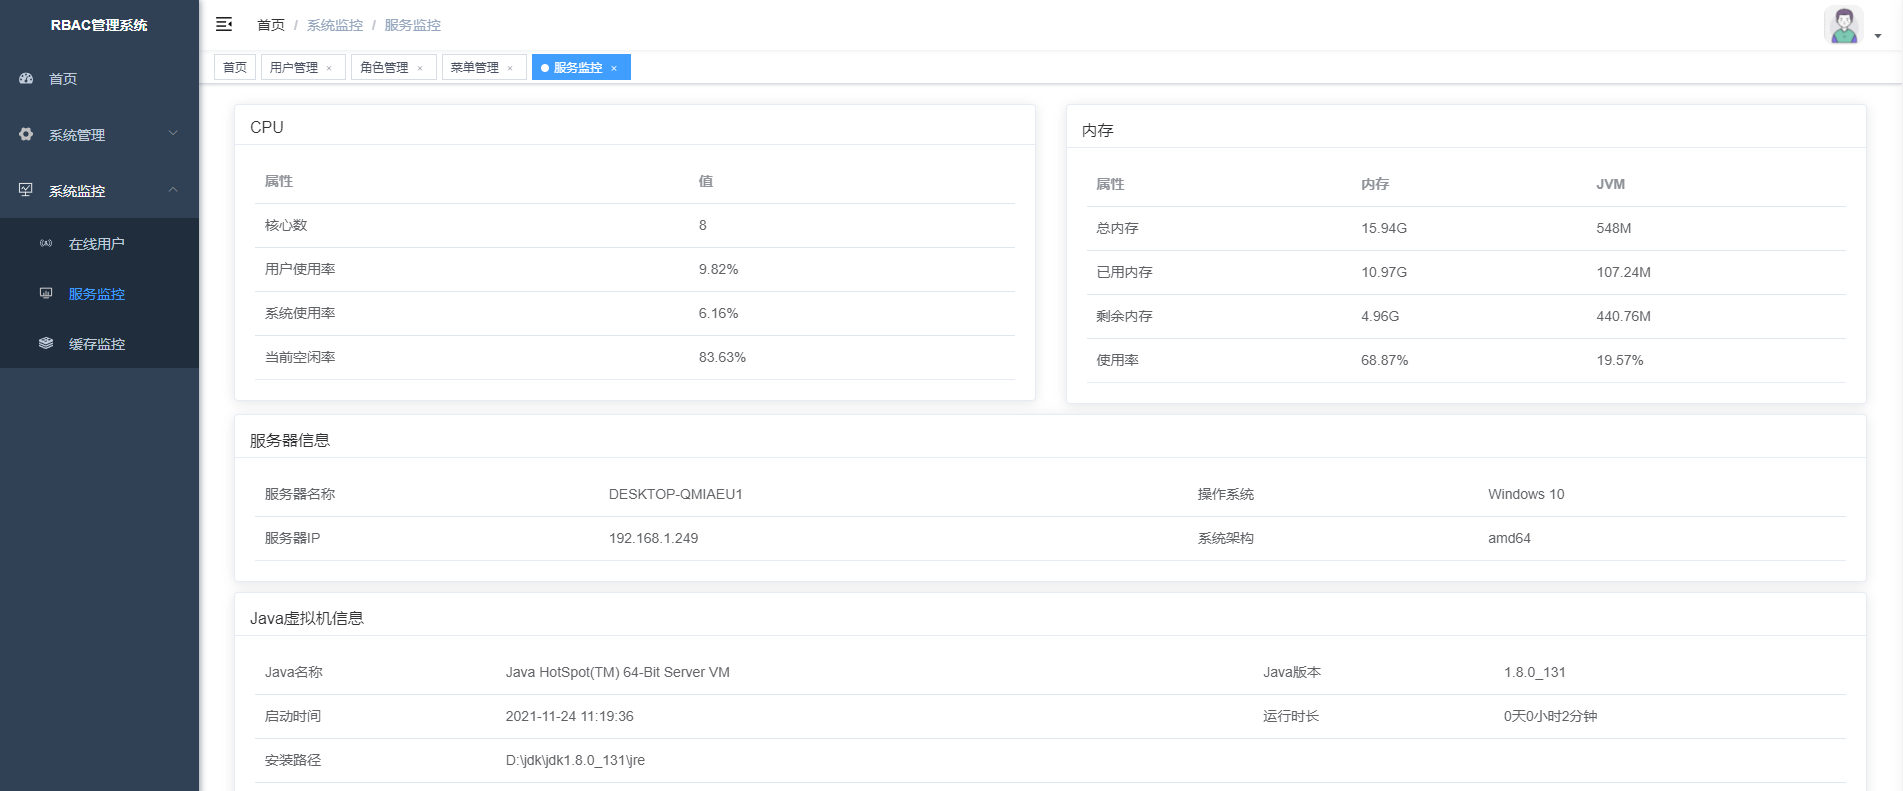 RBAC管理系统
首页
系统管理
系统监控
在线用户
服务监控
缓存监控
首页 / 系统监控 / 服务监控
首页 用户管理 × 角色管理 × 菜单管理 × 服务监控 ×
CPU
属性 值
核心数 8
用户使用率 9.82%
系统使用率 6.16%
当前空闲率 83.63%
内存
属性 内存 JVM
总内存 15.94G 548M
已用内存 10.97G 107.24M
剩余内存 4.96G 440.76M
使用率 68.87% 19.57%
服务器信息
服务器名称 DESKTOP-QMIAEU1 操作系统 Windows 10
服务器IP 192.168.1.249 系统架构 amd64
Java虚拟机信息
Java名称 Java HotSpot(TM) 64-Bit Server VM Java版本 1.8.0_131
启动时间 2021-11-24 11:19:36 运行时长 0天0小时2分钟
安装路径 D:\jdk\jdk1.8.0_131\jre